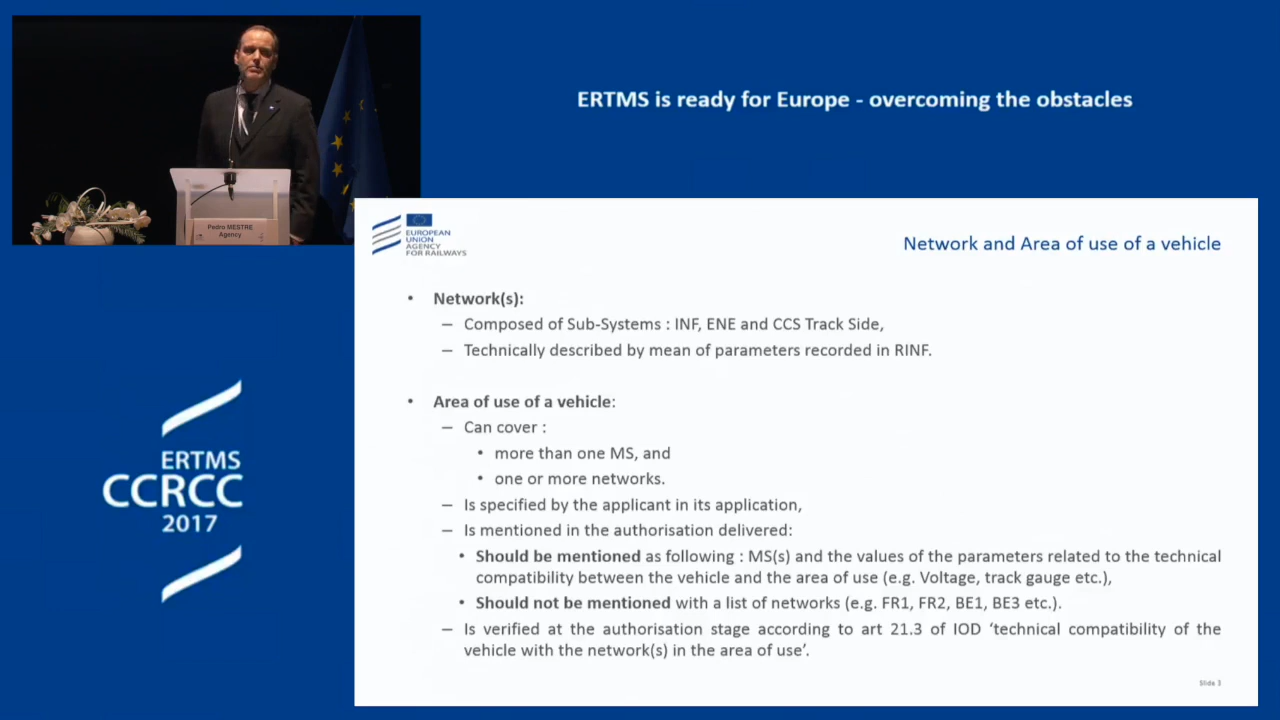 ERTMS is ready for Europe - overcoming the obstacles
Pedro MESTRE
Agency
EUROPEAN
UNION
AGENCY
FOR RAILWAYS
Network and Area of use of a vehicle
• Network(s):
– Composed of Sub-Systems : INF, ENE and CCS Track Side,
– Technically described by mean of parameters recorded in RINF.
• Area of use of a vehicle:
– Can cover :
• more than one MS, and
• one or more networks.
– Is specified by the applicant in its application,
– Is mentioned in the authorisation delivered:
• Should be mentioned as following : MS(s) and the values of the parameters related to the technical
compatibility between the vehicle and the area of use (e.g. Voltage, track gauge etc.),
• Should not be mentioned with a list of networks (e.g. FR1, FR2, BE1, BE3 etc.).
– Is verified at the authorisation stage according to art 21.3 of IOD ‘technical compatibility of the
vehicle with the network(s) in the area of use’.
Slide 3
ERTMS
CCRCC
2017